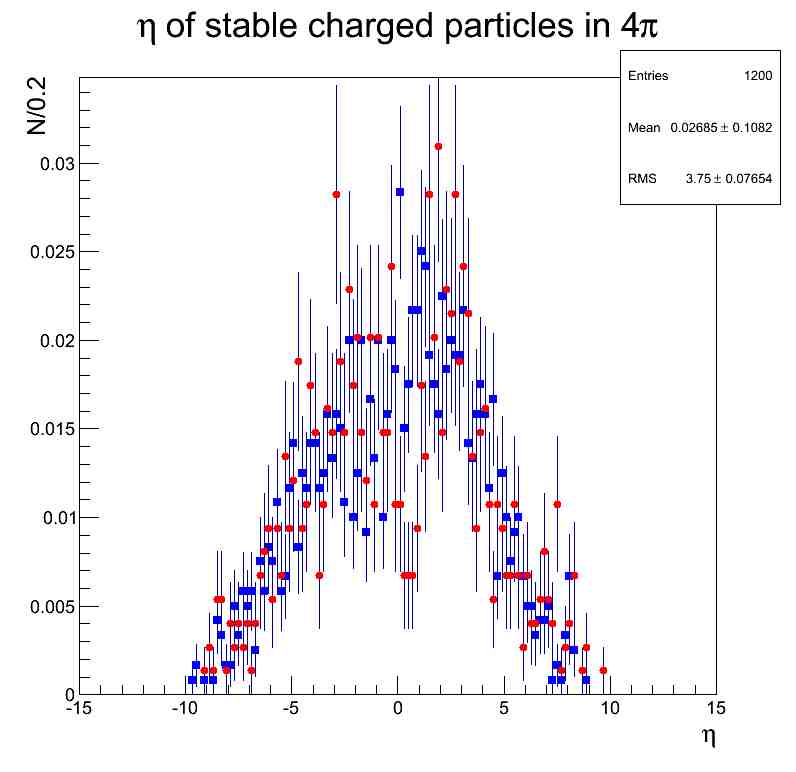 η of stable charged particles in 4π
N/0.2
Entries 1200
Mean 0.02685 ± 0.1082
RMS 3.75 ± 0.07654
0.03
0.025
0.02
0.015
0.01
0.005
0
-15 -10 -5 0 5 10 15
η